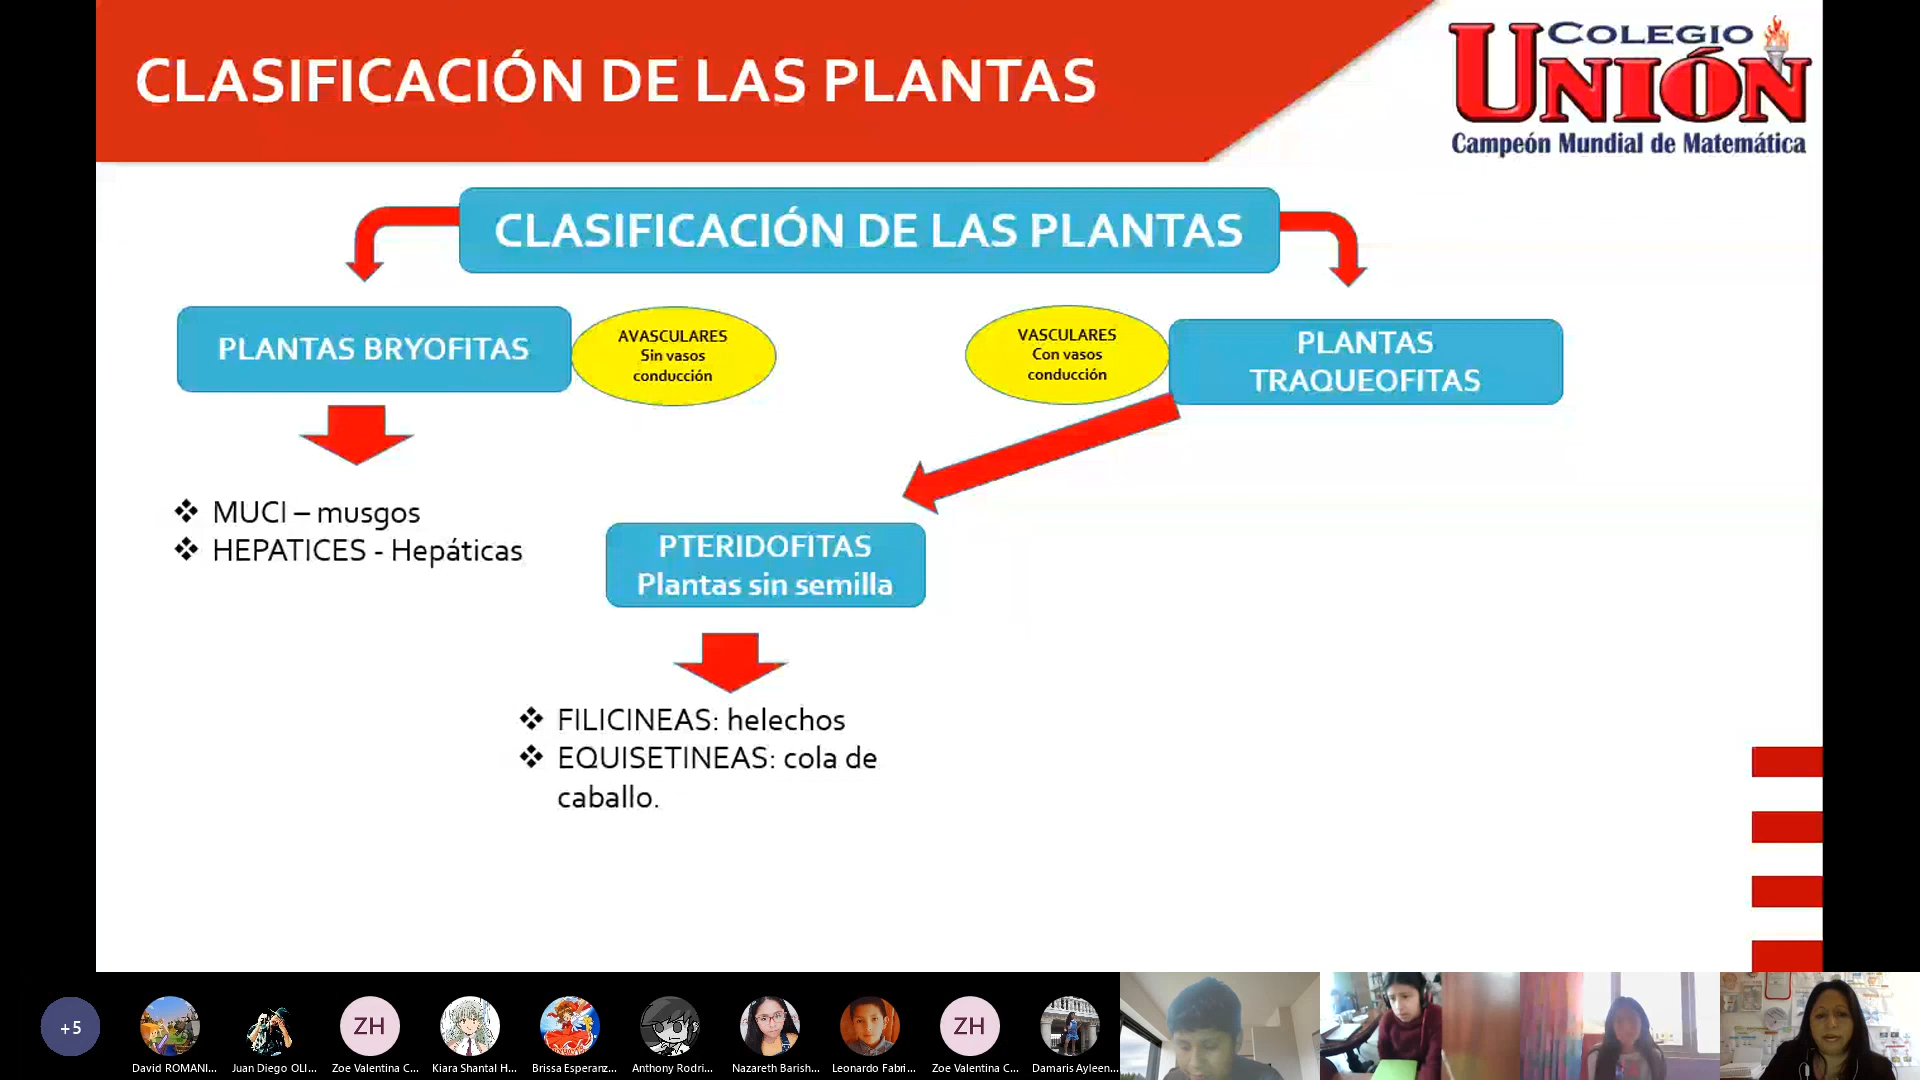 CLASIFICACIÓN DE LAS PLANTAS
COLEGIO
UNIÓN
Campeón Mundial de Matemática
CLASIFICACIÓN DE LAS PLANTAS
PLANTAS BRYOFITAS
AVASCULARES
Sin vasos
conducción
VASCULARES
Con vasos
conducción
PLANTAS
TRAQUEOFITAS
❖ MUCI – musgos
❖ HEPATICES - Hepáticas
PTERIDOFITAS
Plantas sin semilla
❖ FILICINEAS: helechos
❖ EQUISETINEAS: cola de
caballo.
+5
ZH
ZH
David ROMANI...
Juan Diego OLI...
Zoe Valentina C...
Kiara Shantal H...
Brissa Esperanz...
Anthony Rodri...
Nazareth Barish...
Leonardo Fabri...
Zoe Valentina C...
Damaris Ayleen...